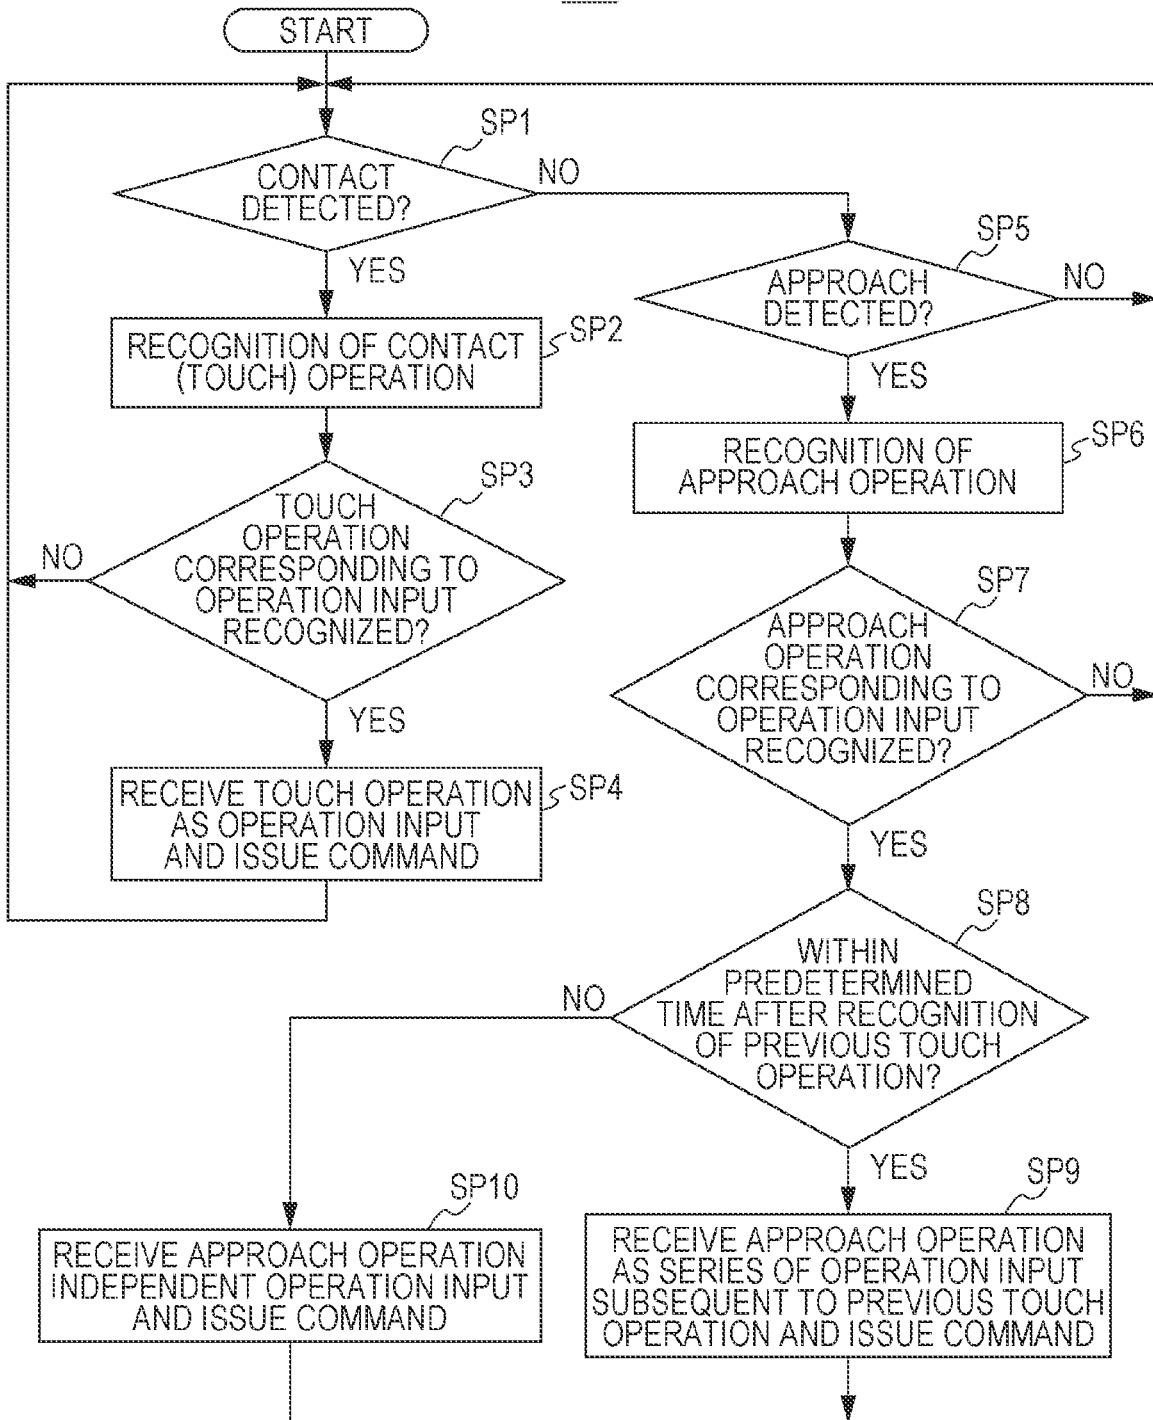 START
SP1
CONTACT
DETECTED?
NO
YES
SP5
APPROACH
DETECTED?
NO
YES
RECOGNITION OF CONTACT
(TOUCH) OPERATION
SP2
RECOGNITION OF
APPROACH OPERATION
SP6
SP3
TOUCH
OPERATION
CORRESPONDING TO
OPERATION INPUT
RECOGNIZED?
NO
YES
SP7
APPROACH
OPERATION
CORRESPONDING TO
OPERATION INPUT
RECOGNIZED?
NO
YES
RECEIVE TOUCH OPERATION
AS OPERATION INPUT
AND ISSUE COMMAND
SP4
SP8
WITHIN
PREDETERMINED
TIME AFTER RECOGNITION
OF PREVIOUS TOUCH
OPERATION?
NO
YES
SP10
RECEIVE APPROACH OPERATION
INDEPENDENT OPERATION INPUT
AND ISSUE COMMAND
SP9
RECEIVE APPROACH OPERATION
AS SERIES OF OPERATION INPUT
SUBSEQUENT TO PREVIOUS TOUCH
OPERATION AND ISSUE COMMAND